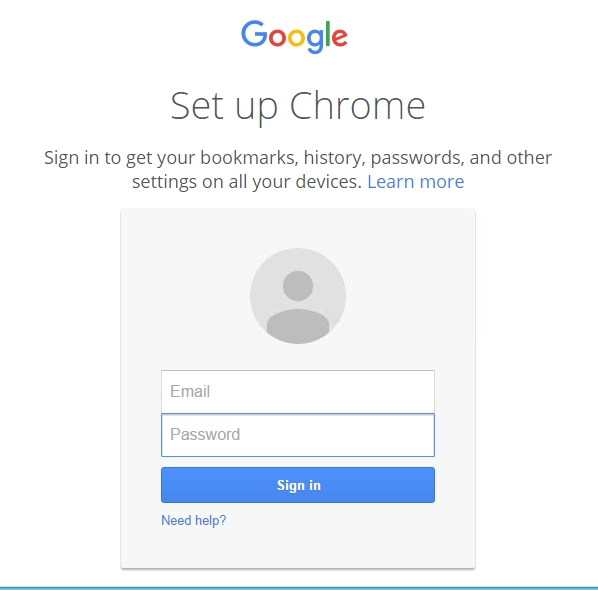 Google
Set up Chrome
Sign in to get your bookmarks, history, passwords, and other
settings on all your devices. Learn more
Email
Password
Sign in
Need help?